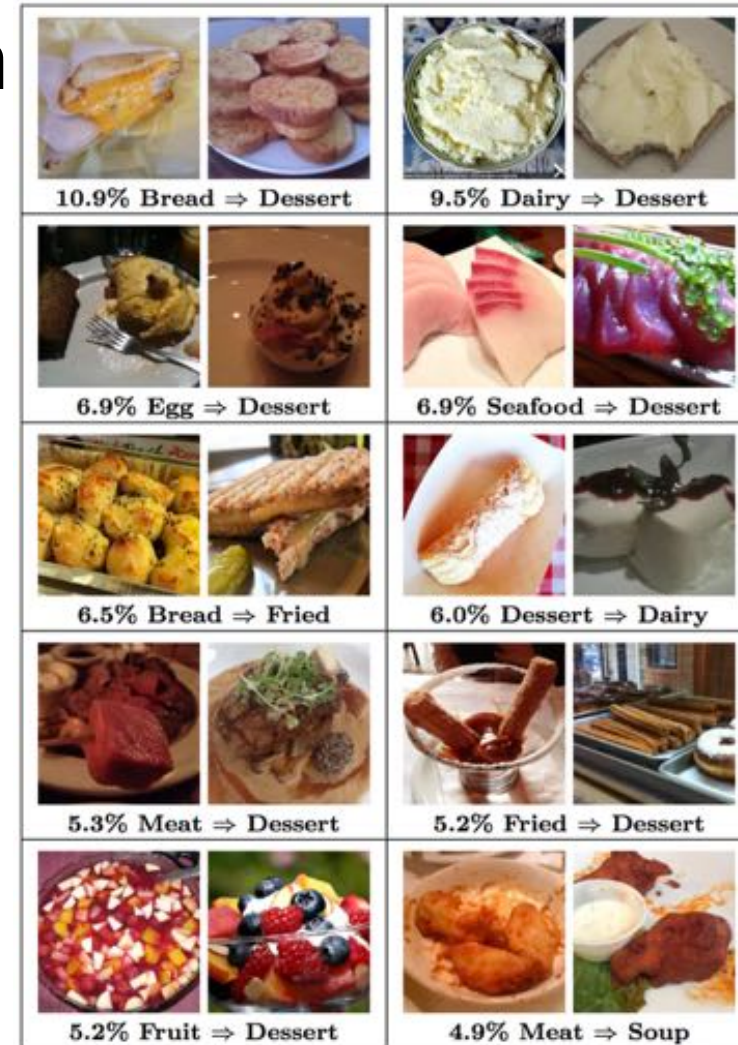 n
10.9% Bread ⇒ Dessert
9.5% Dairy ⇒ Dessert
6.9% Egg ⇒ Dessert
6.9% Seafood ⇒ Dessert
6.5% Bread ⇒ Fried
6.0% Dessert ⇒ Dairy
5.3% Meat ⇒ Dessert
5.2% Fried ⇒ Dessert
5.2% Fruit ⇒ Dessert
4.9% Meat ⇒ Soup